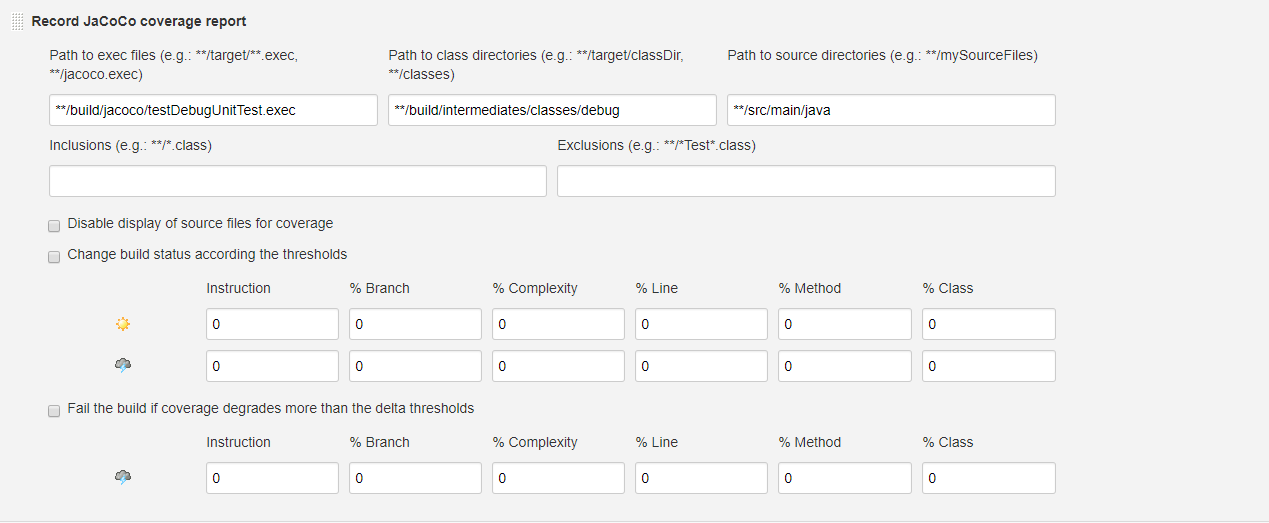 Record JaCoCo coverage report
Path to exec files (e.g.: **/target/**.exec,
**/jacoco.exec)
Path to class directories (e.g.: **/target/classDir,
**/classes)
Path to source directories (e.g.: **/mySourceFiles)
**/build/jacoco/testDebugUnitTest.exec
**/build/intermediates/classes/debug
**/src/main/java
Inclusions (e.g.: **/*.class)
Exclusions (e.g.: **/*Test*.class)
Disable display of source files for coverage
Change build status according the thresholds
Instruction % Branch % Complexity % Line % Method % Class
0 0 0 0 0 0
0 0 0 0 0 0
Fail the build if coverage degrades more than the delta thresholds
Instruction % Branch % Complexity % Line % Method % Class
0 0 0 0 0 0